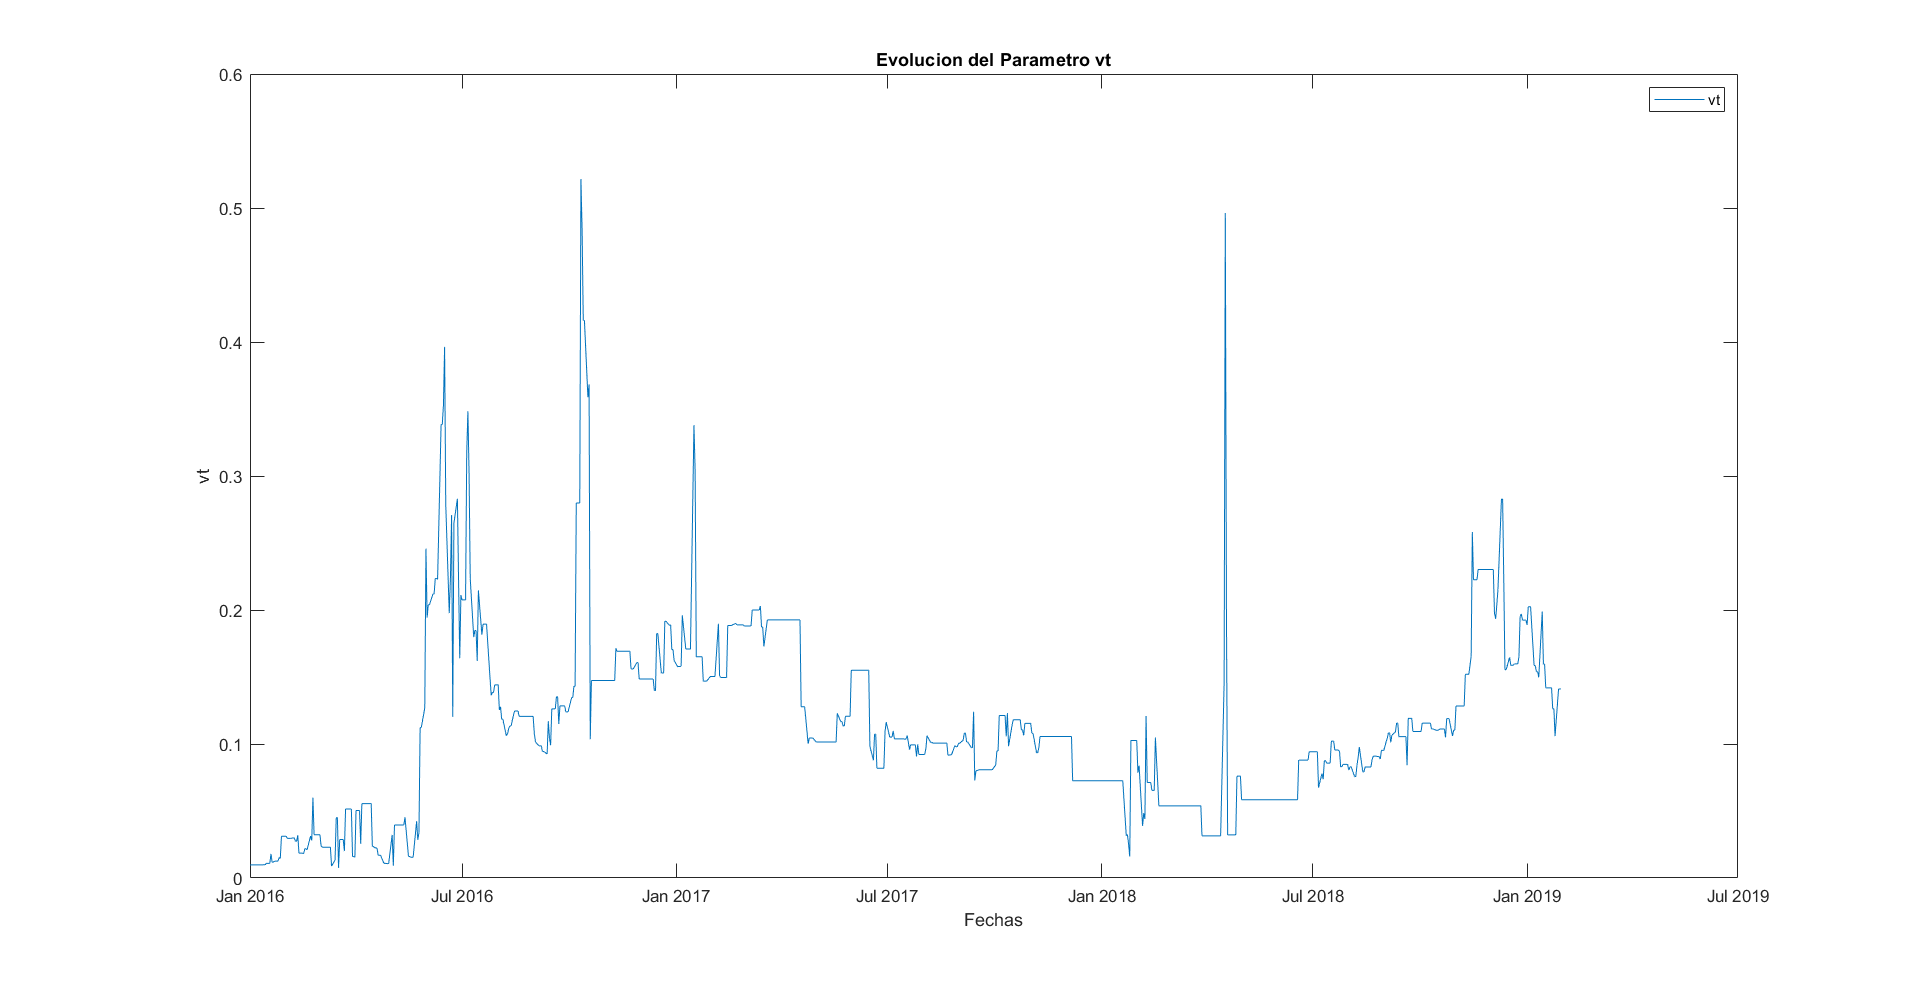 Evolucion del Parametro vt
vt
0.6
0.5
0.4
0.3
0.2
0.1
0
vt
Jan 2016
Jul 2016
Jan 2017
Jul 2017
Jan 2018
Jul 2018
Jan 2019
Jul 2019
Fechas